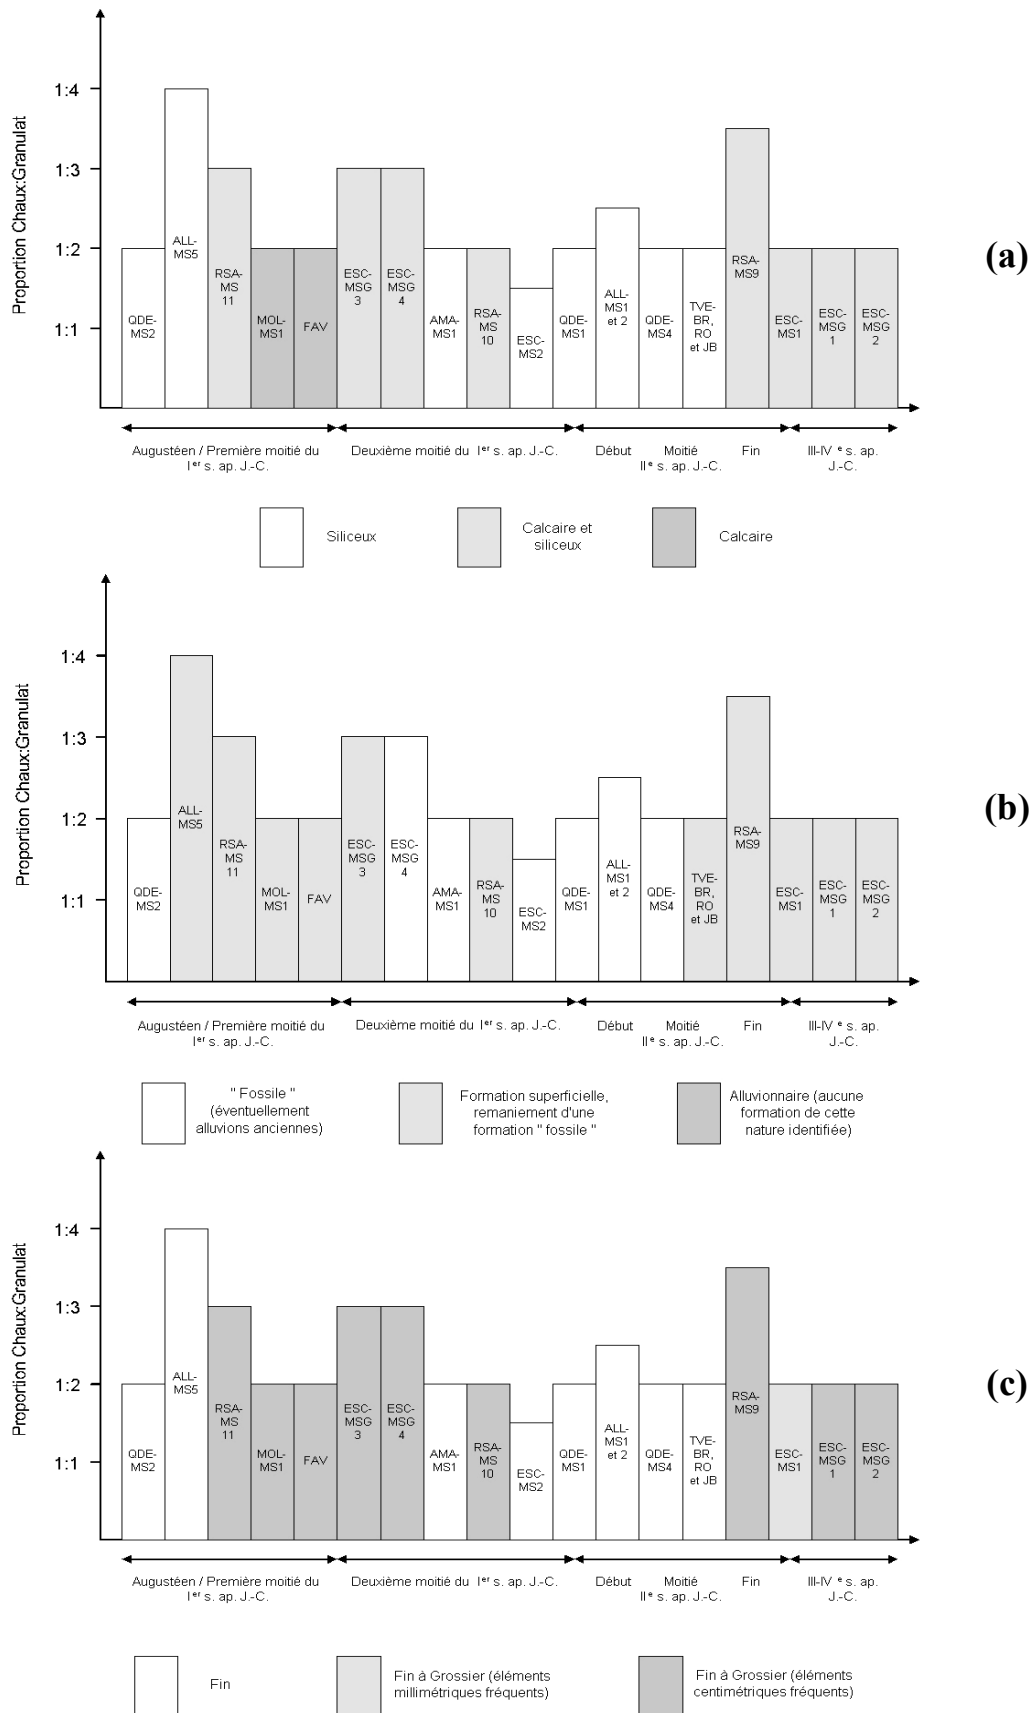 Proportion Chaux:Granulat
1:4
1:3
1:2
1:1
QDE-
MS2
ALL-
MS5
RSA-
MS
11
MOL-
MS1
FAV
ESC-
MSG
3
ESC-
MSG
4
AMA-
MS1
RSA-
MS
10
ESC-
MS2
QDE-
MS1
ALL-
MS1
et 2
QDE-
MS4
TVE-
BR,
RO
et JB
RSA-
MS9
ESC-
MS1
ESC-
MSG
1
ESC-
MSG
2
(a)
Augustéen / Première moitié du
Ier s. ap. J.-C.
Deuxième moitié du Ier s. ap. J.-C.
Début Moitié Fin
IIe s. ap. J.-C.
III-IV e s. ap.
J.-C.
Siliceux
Calcaire et
siliceux
Calcaire
Proportion Chaux:Granulat
1:4
1:3
1:2
1:1
QDE-
MS2
ALL-
MS5
RSA-
MS
11
MOL-
MS1
FAV
ESC-
MSG
3
ESC-
MSG
4
AMA-
MS1
RSA-
MS
10
ESC-
MS2
QDE-
MS1
ALL-
MS1
et 2
QDE-
MS4
TVE-
BR,
RO
et JB
RSA-
MS9
ESC-
MS1
ESC-
MSG
1
ESC-
MSG
2
(b)
Augustéen / Première moitié du
Ier s. ap. J.-C.
Deuxième moitié du Ier s. ap. J.-C.
Début Moitié Fin
IIe s. ap. J.-C.
III-IV e s. ap.
J.-C.
" Fossile "
(éventuellement
alluvions anciennes)
Formation superficielle,
remaniement d'une
formation " fossile "
Alluvionnaire (aucune
formation de cette
nature identifiée)
Proportion Chaux:Granulat
1:4
1:3
1:2
1:1
QDE-
MS2
ALL-
MS5
RSA-
MS
11
MOL-
MS1
FAV
ESC-
MSG
3
ESC-
MSG
4
AMA-
MS1
RSA-
MS
10
ESC-
MS2
QDE-
MS1
ALL-
MS1
et 2
QDE-
MS4
TVE-
BR,
RO
et JB
RSA-
MS9
ESC-
MS1
ESC-
MSG
1
ESC-
MSG
2
(c)
Augustéen / Première moitié du
Ier s. ap. J.-C.
Deuxième moitié du Ier s. ap. J.-C.
Début Moitié Fin
IIe s. ap. J.-C.
III-IV e s. ap.
J.-C.
Fin
Fin à Grossier (éléments
millimétriques fréquents)
Fin à Grossier (éléments
centimétriques fréquents)